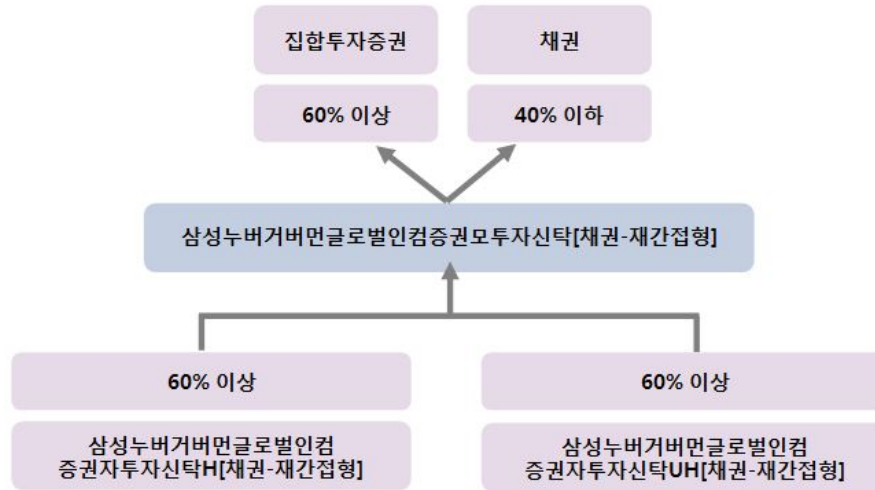 집합투자증권
채권
60% 이상
40% 이하
삼성누버거버먼글로벌인컴증권모투자신탁[채권-재간접형]
60% 이상
60% 이상
삼성누버거버먼글로벌인컴
증권자투자신탁H[채권-재간접형]
삼성누버거버먼글로벌인컴
증권자투자신탁UH[채권-재간접형]